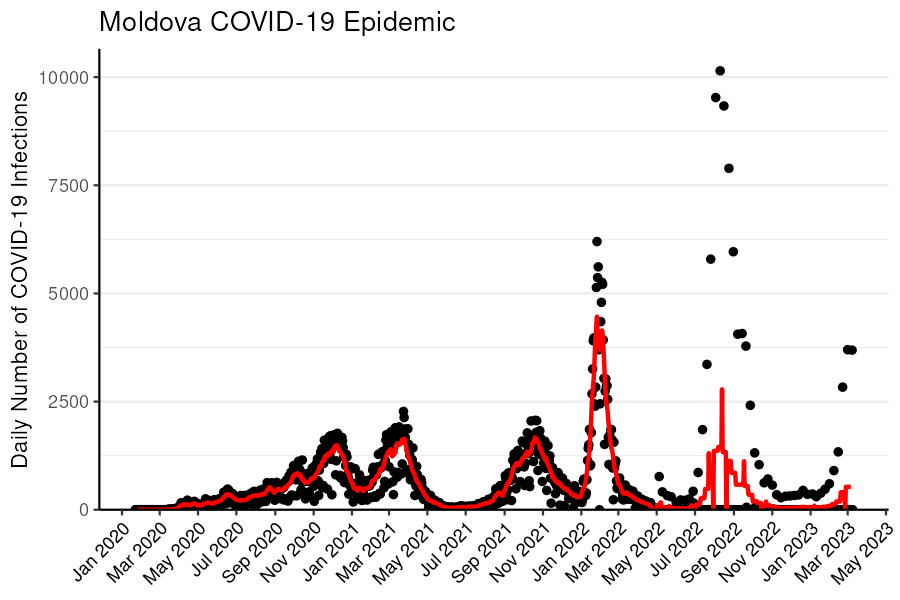 Moldova COVID-19 Epidemic
Daily Number of COVID-19 Infections
10000
7500
5000
2500
0
Jan 2020
Mar 2020
May 2020
Jul 2020
Sep 2020
Nov 2020
Jan 2021
Mar 2021
May 2021
Jul 2021
Sep 2021
Nov 2021
Jan 2022
Mar 2022
May 2022
Jul 2022
Sep 2022
Nov 2022
Jan 2023
Mar 2023
May 2023